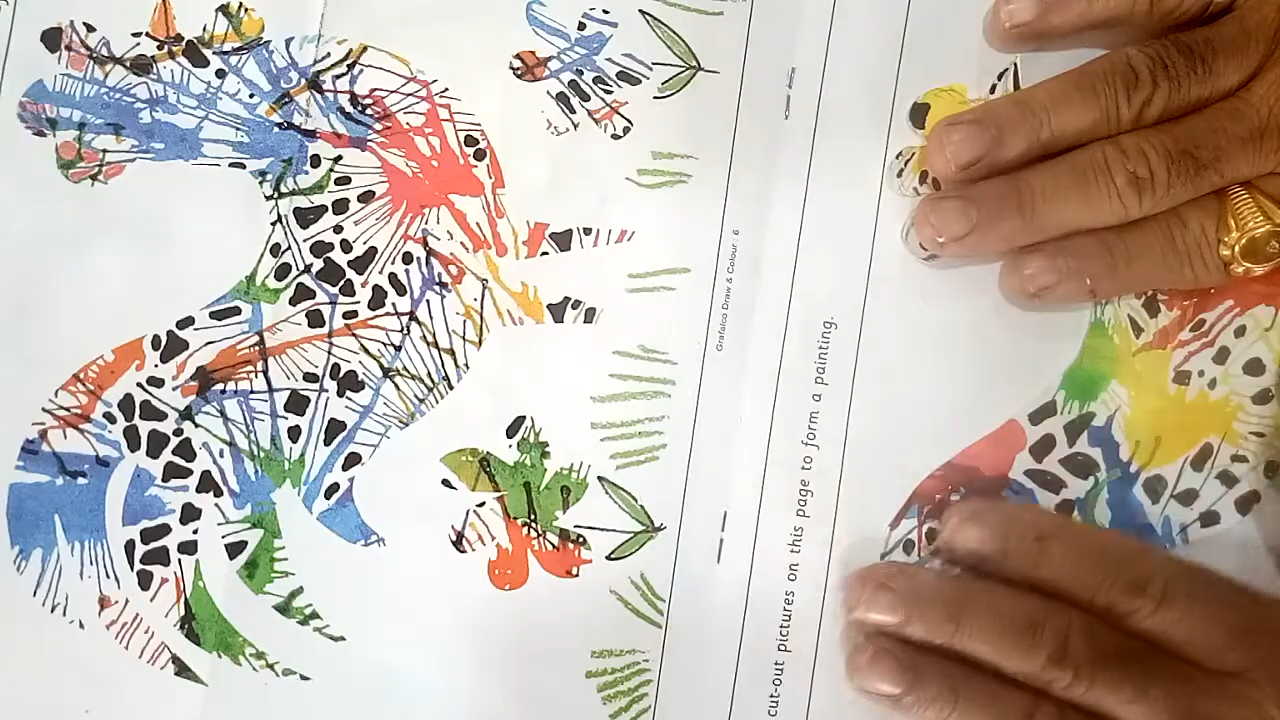 Grafalco Draw & Colour : 6
cut-out pictures on this page to form a painting.